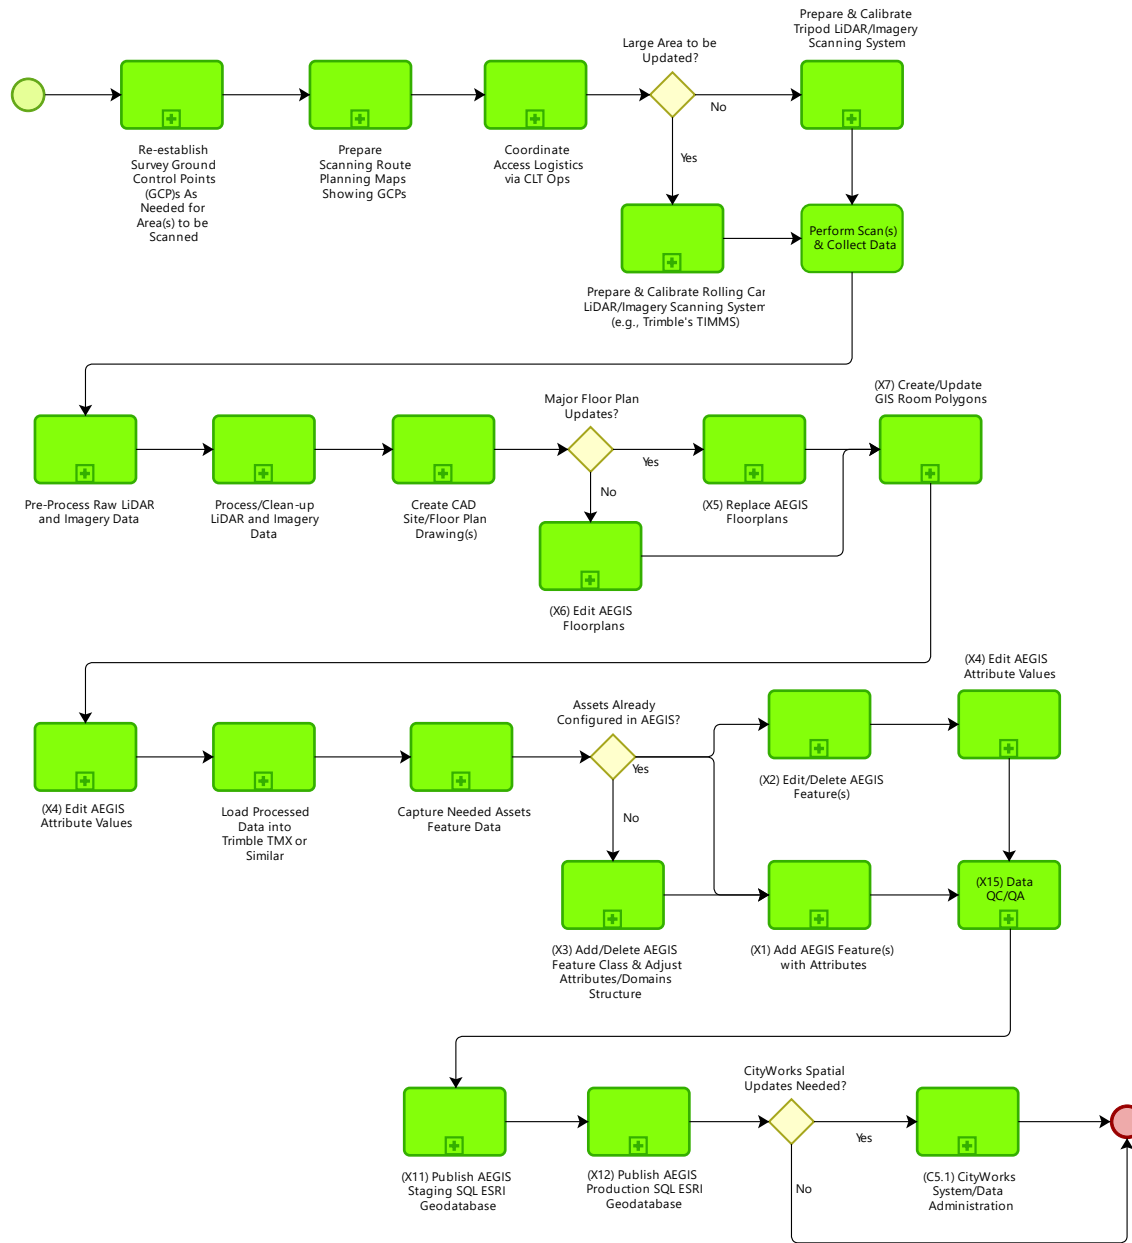 Prepare & Calibrate
Tripod LiDAR/Imagery
Scanning System
Large Area to be
Updated?
No
Yes
Re-establish
Survey Ground
Control Points
(GCP)s As
Needed for
Area(s) to be
Scanned
Prepare
Scanning Route
Planning Maps
Showing GCPs
Coordinate
Access Logistics
via CLT Ops
Perform Scan(s)
& Collect Data
Prepare & Calibrate Rolling Car
LiDAR/Imagery Scanning System
(e.g., Trimble's TIMMS)
(X7) Create/Update
GIS Room Polygons
Major Floor Plan
Updates?
Yes
No
Pre-Process Raw LiDAR
and Imagery Data
Process/Clean-up
LiDAR and Imagery
Data
Create CAD
Site/Floor Plan
Drawing(s)
(X5) Replace AEGIS
Floorplans
(X6) Edit AEGIS
Floorplans
(X4) Edit AEGIS
Attribute Values
Assets Already
Configured in AEGIS?
Yes
No
(X2) Edit/Delete AEGIS
Feature(s)
(X4) Edit AEGIS
Attribute Values
Load Processed
Data into
Trimble TMX or
Similar
Capture Needed Assets
Feature Data
(X15) Data
QC/QA
(X3) Add/Delete AEGIS
Feature Class & Adjust
Attributes/Domains
Structure
(X1) Add AEGIS Feature(s)
with Attributes
CityWorks Spatial
Updates Needed?
Yes
No
(X11) Publish AEGIS
Staging SQL ESRI
Geodatabase
(X12) Publish AEGIS
Production SQL ESRI
Geodatabase
(C5.1) CityWorks
System/Data
Administration